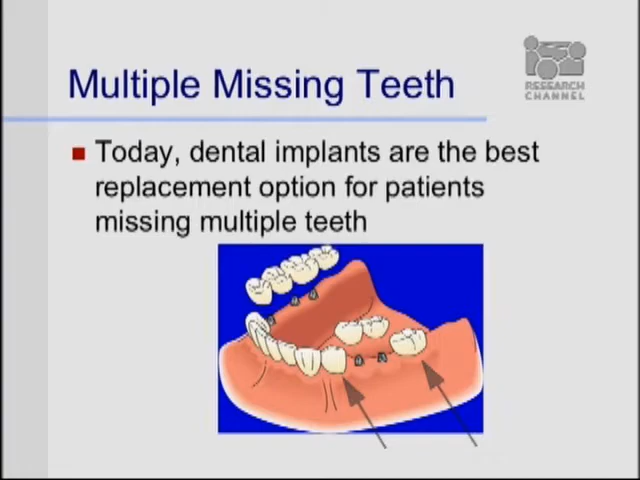 Multiple Missing Teeth
RESEARCH
CHANNEL
Today, dental implants are the best
replacement option for patients
missing multiple teeth